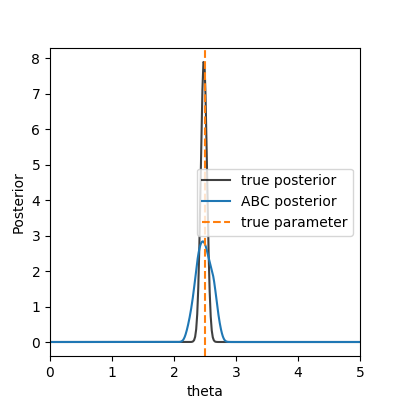 8
7
6
5
4
3
2
1
0
Posterior
true posterior
ABC posterior
true parameter
0 1 2 3 4 5
theta